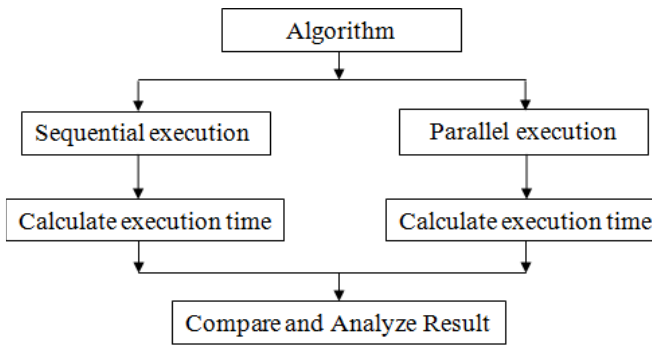 Algorithm
Sequential execution
Parallel execution
Calculate execution time
Calculate execution time
Compare and Analyze Result